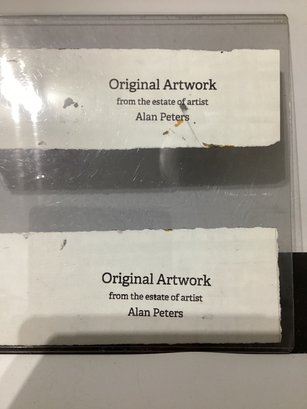 Original Artwork
from the estate of artist
Alan Peters
Original Artwork
from the estate of artist
Alan Peters